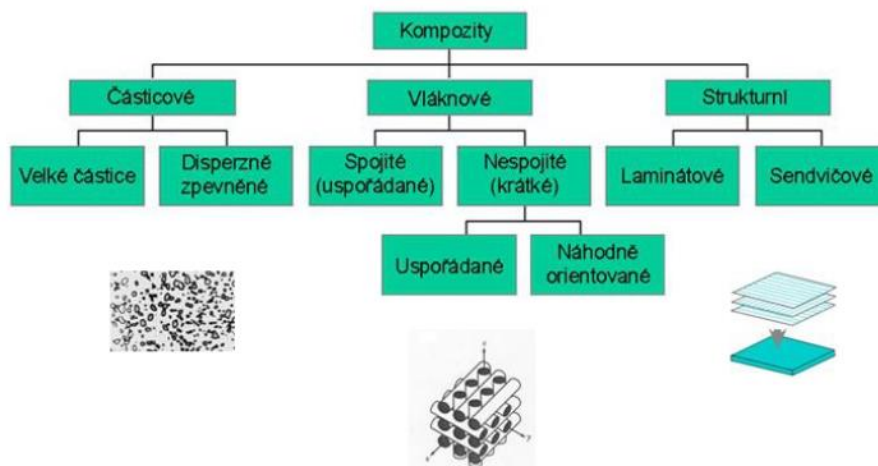 Kompozity
Částicové
Vláknové
Strukturní
Velké částice
Disperzně
zpevněné
Spojité
(uspořádané)
Nespojité
(krátké)
Laminátové
Sendvičové
Uspořádané
Náhodně
orientované